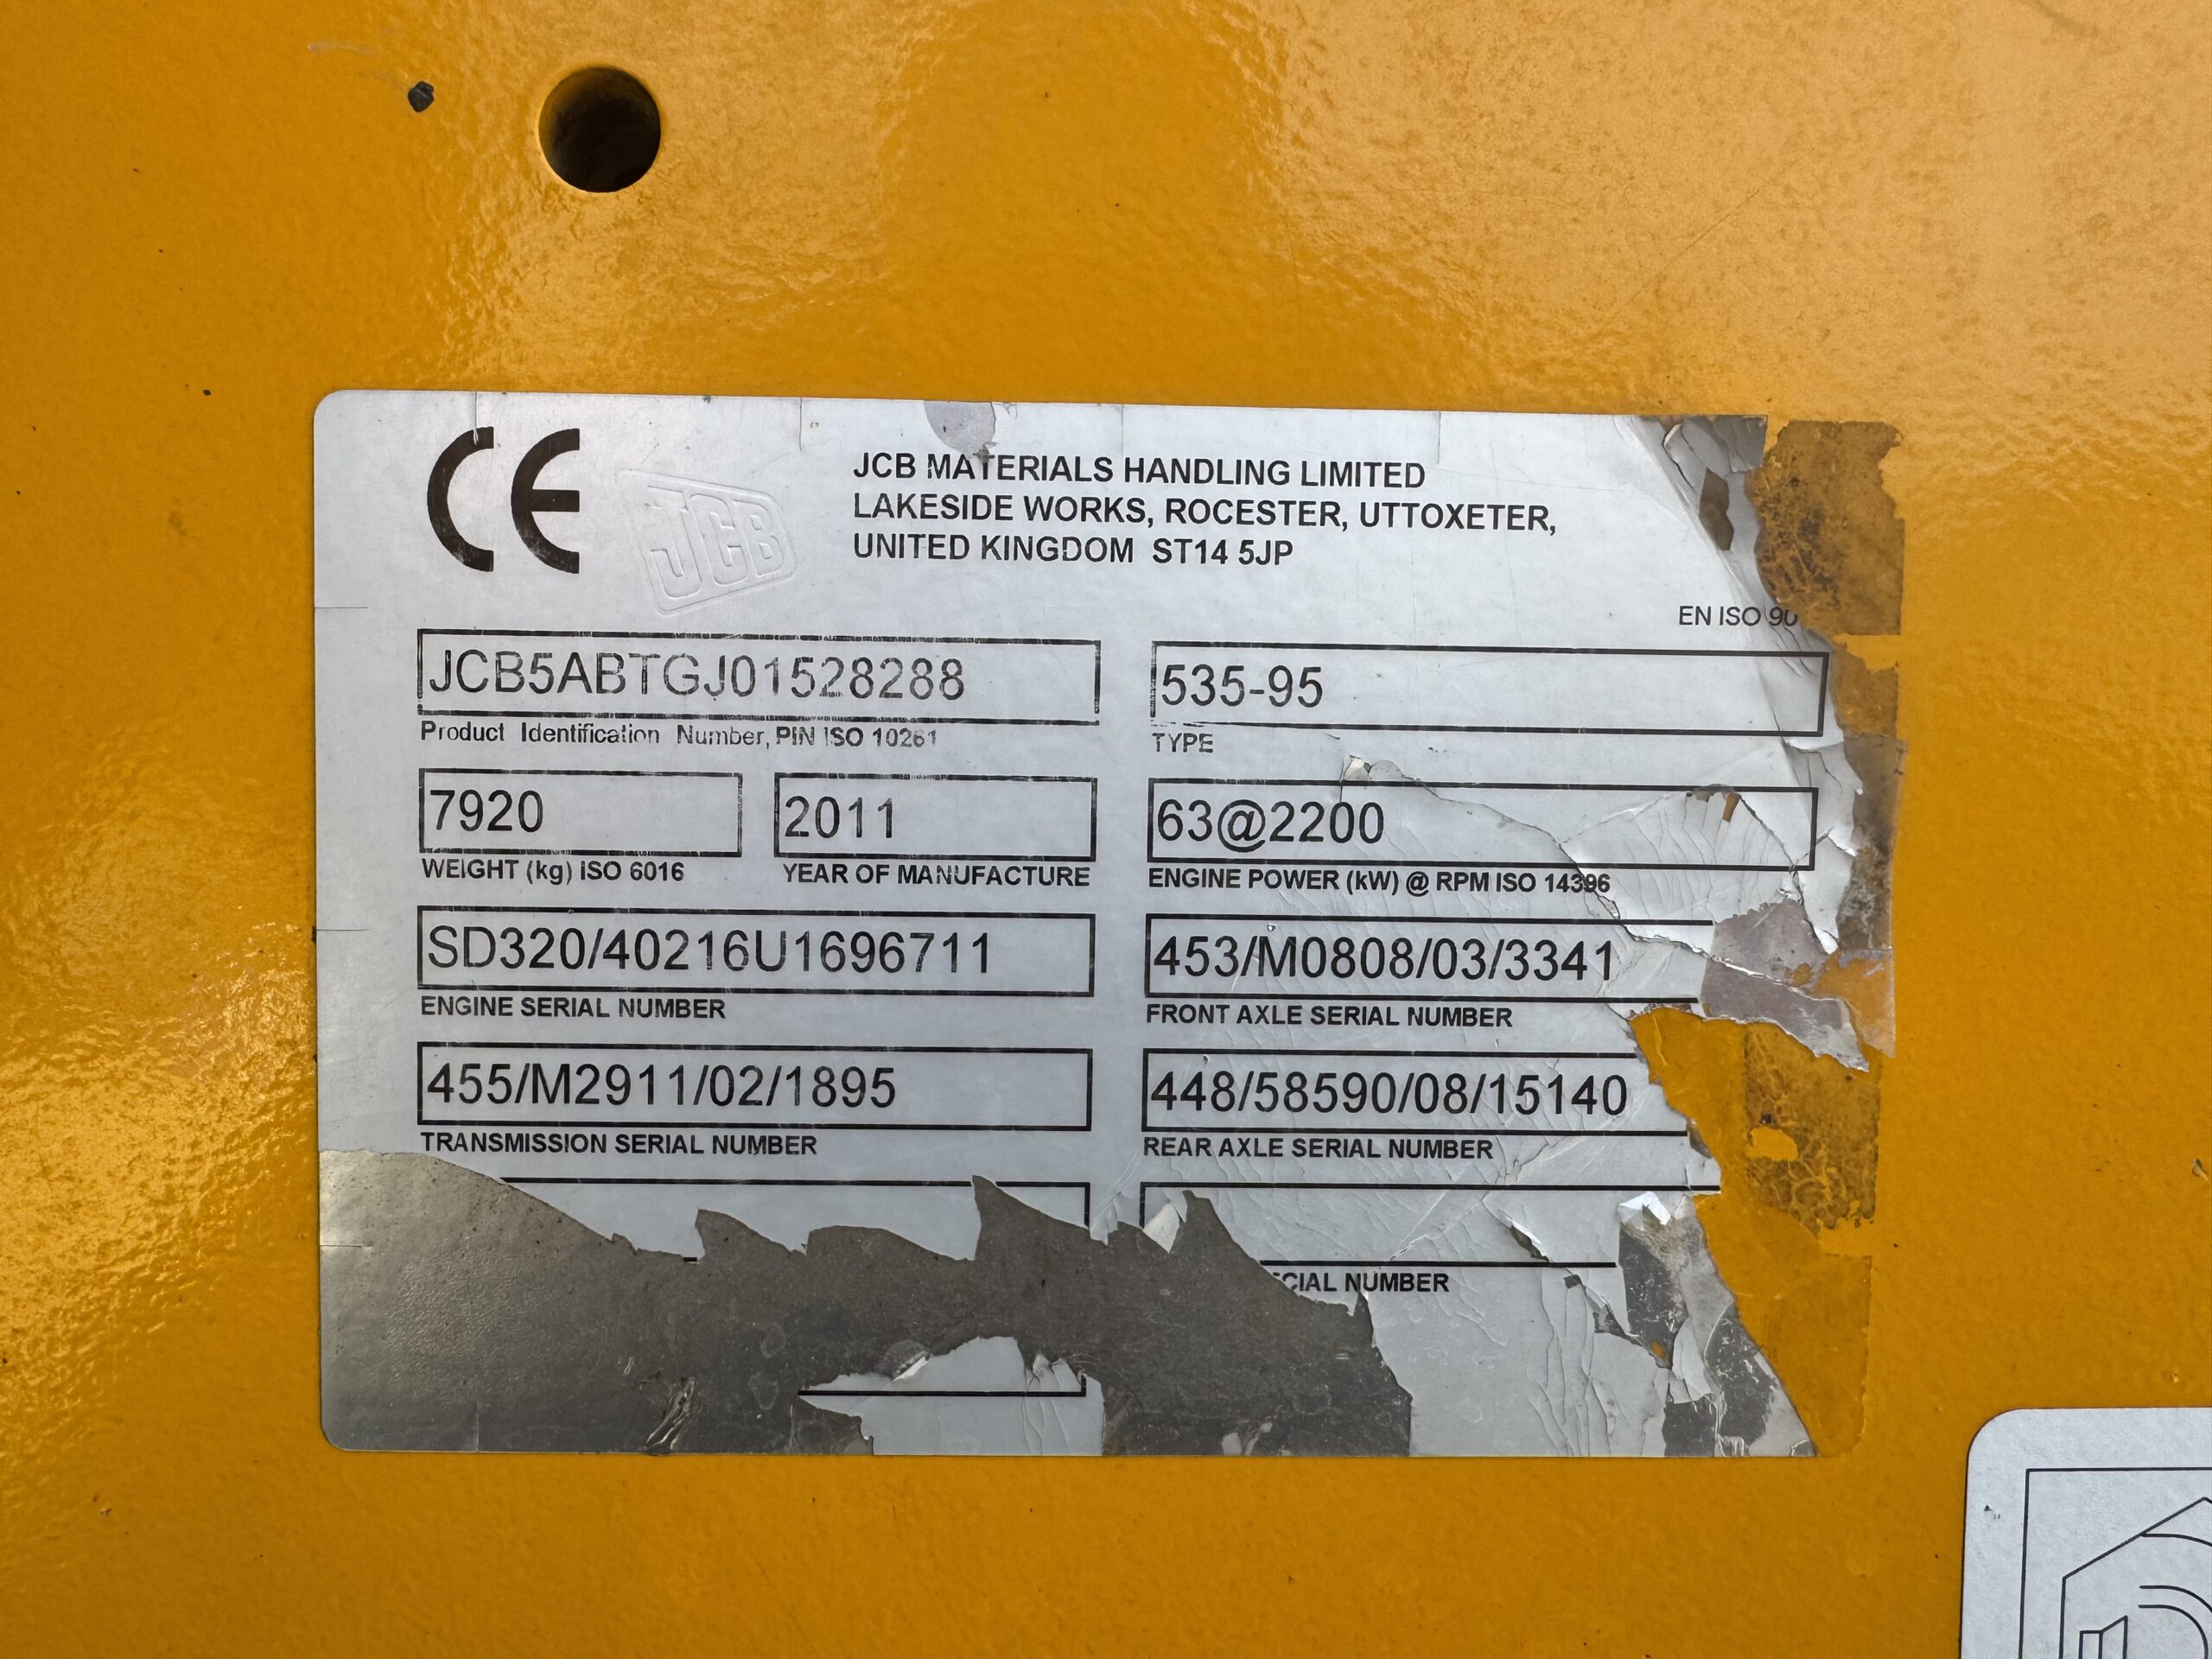 CE
JCB
JCB MATERIALS HANDLING LIMITED
LAKESIDE WORKS, ROCESTER, UTTOXETER,
UNITED KINGDOM ST14 5JP
EN ISO 90
JCB5ABTGJ01528288
Product Identification Number, PIN ISO 10261
535-95
TYPE
7920
WEIGHT (kg) ISO 6016
2011
YEAR OF MANUFACTURE
63@2200
ENGINE POWER (kW) @ RPM ISO 14396
SD320/40216U1696711
ENGINE SERIAL NUMBER
453/M0808/03/3341
FRONT AXLE SERIAL NUMBER
455/M2911/02/1895
TRANSMISSION SERIAL NUMBER
448/58590/08/15140
REAR AXLE SERIAL NUMBER
NUMBER